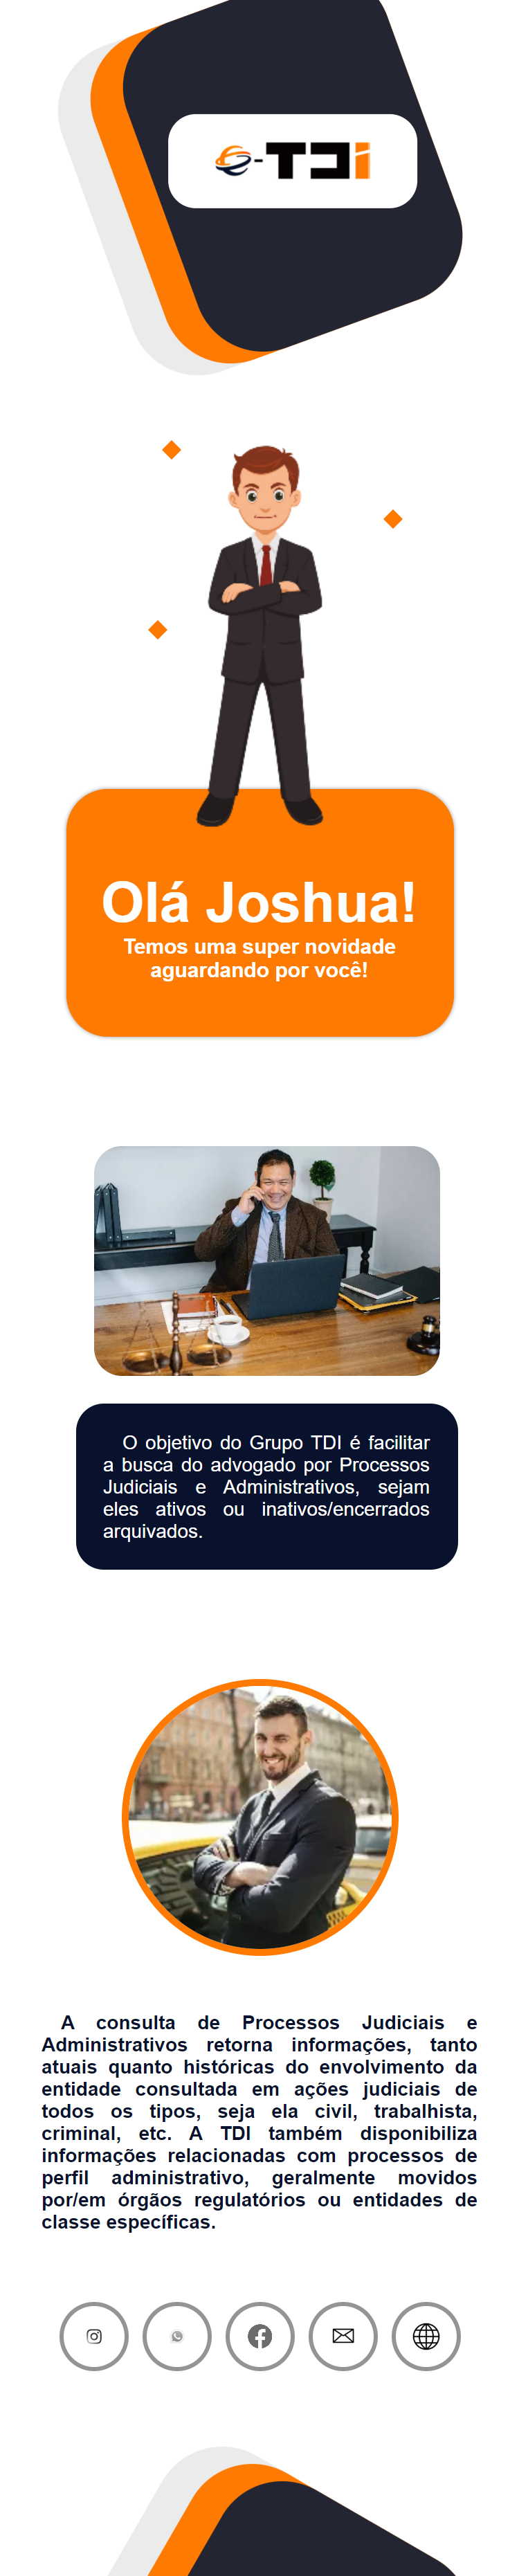 e-TDi
Olá Joshua!
Temos uma super novidade
aguardando por você!
O objetivo do Grupo TDI é facilitar
a busca do advogado por Processos
Judiciais e Administrativos, sejam
eles ativos ou inativos/encerrados
arquivados.
A consulta de Processos Judiciais e
Administrativos retorna informações, tanto
atuais quanto históricas do envolvimento da
entidade consultada em ações judiciais de
todos os tipos, seja ela civil, trabalhista,
criminal, etc. A TDI também disponibiliza
informações relacionadas com processos de
perfil administrativo, geralmente movidos
por/em órgãos regulatórios ou entidades de
classe específicas.